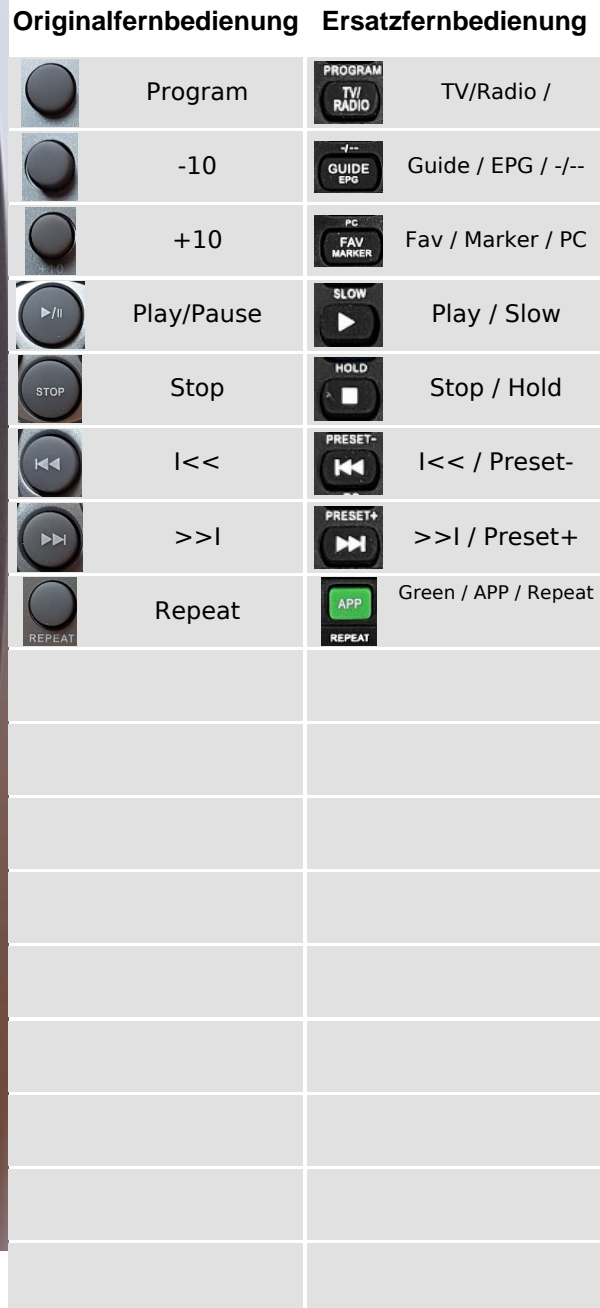 Originalfernbedienung Ersatzfernbedienung
Program PROGRAM TV/ RADIO TV/Radio /
-10 -/-- GUIDE EPG Guide / EPG / -/--
+10 +10 PC FAV MARKER Fav / Marker / PC
▶/II Play/Pause SLOW Play / Slow
STOP Stop HOLD Stop / Hold
I<< PRESET- I<< / Preset-
>>I PRESET+ >>I / Preset+
REPEAT Repeat APP REPEAT Green / APP / Repeat